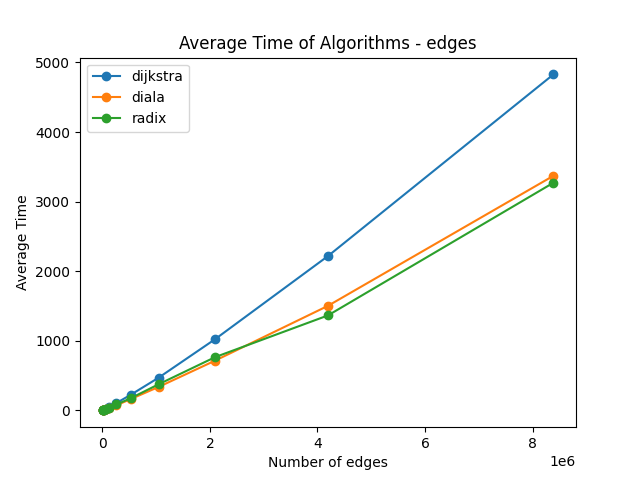 Average Time of Algorithms - edges
dijkstra
diala
radix
Average Time
5000
4000
3000
2000
1000
0
0 2 4 6 8
1e6
Number of edges